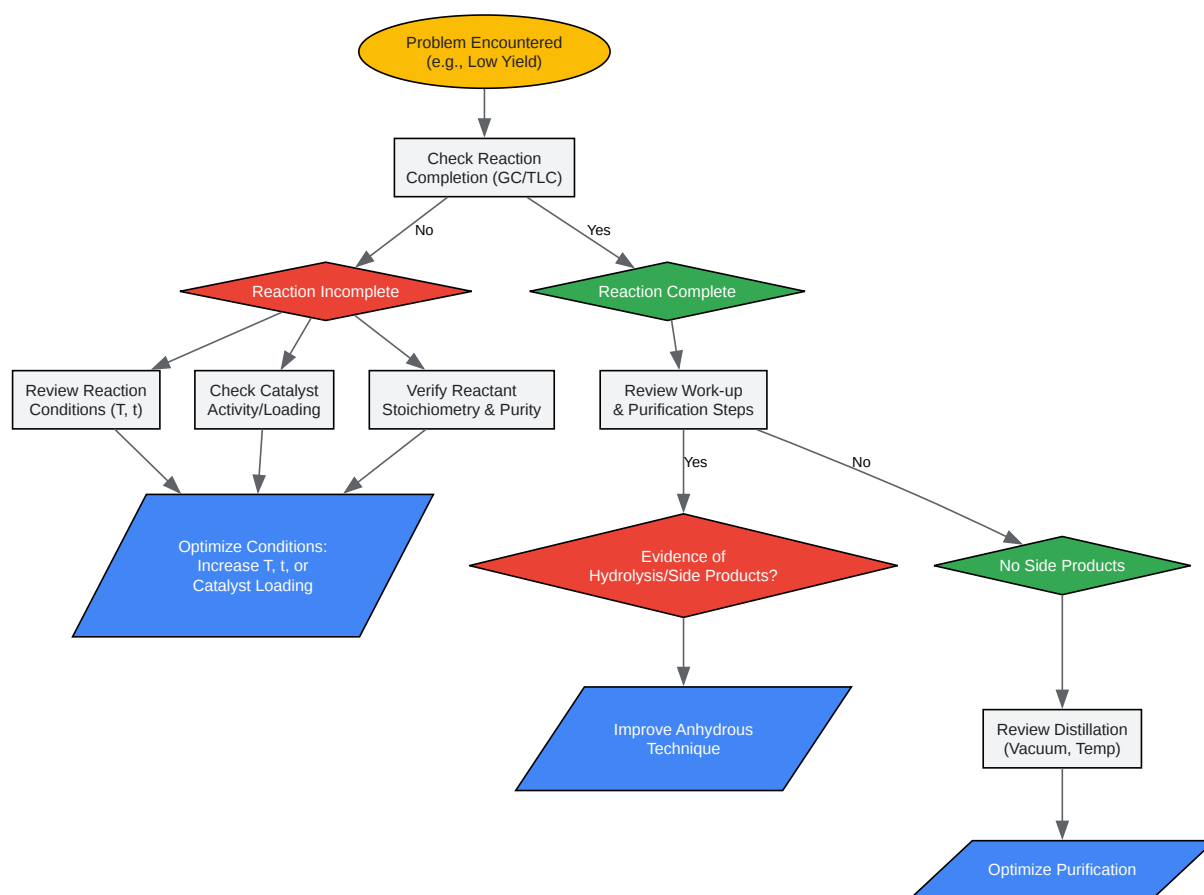 Problem Encountered
(e.g., Low Yield)
Check Reaction
Completion (GC/TLC)
No
Yes
Reaction Incomplete
Reaction Complete
Review Reaction
Conditions (T, t)
Check Catalyst
Activity/Loading
Verify Reactant
Stoichiometry & Purity
Review Work-up
& Purification Steps
Yes
No
Optimize Conditions:
Increase T, t, or
Catalyst Loading
Evidence of
Hydrolysis/Side Products?
No Side Products
Improve Anhydrous
Technique
Review Distillation
(Vacuum, Temp)
Optimize Purification